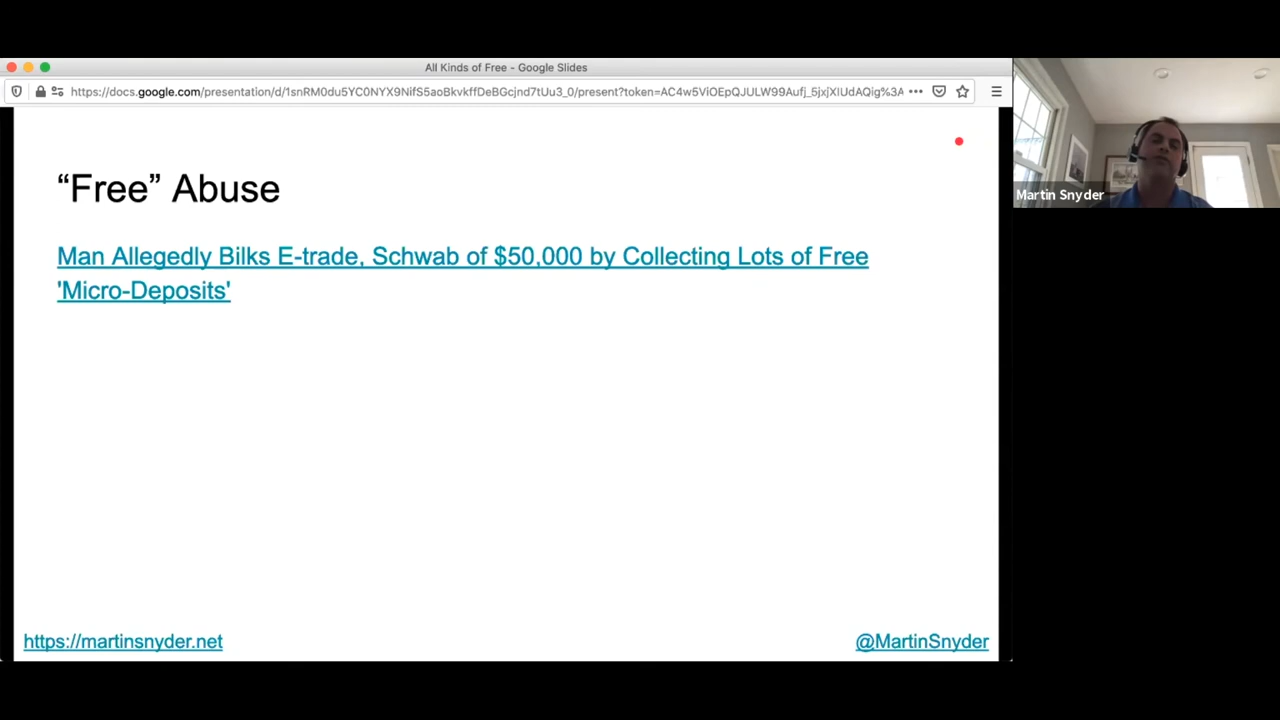 All Kinds of Free - Google Slides
https://docs.google.com/presentation/d/1snRM0du5YC0NYX9NifS5aoBkvkffDeBGcjnd7tUu3_0/present?token=AC4w5ViOEpQJULW99Aufj_5jxjXIUdAQig%3A
“Free” Abuse
Man Allegedly Bilks E-trade, Schwab of $50,000 by Collecting Lots of Free
'Micro-Deposits'
Martin Snyder
https://martinsnyder.net
@MartinSnyder